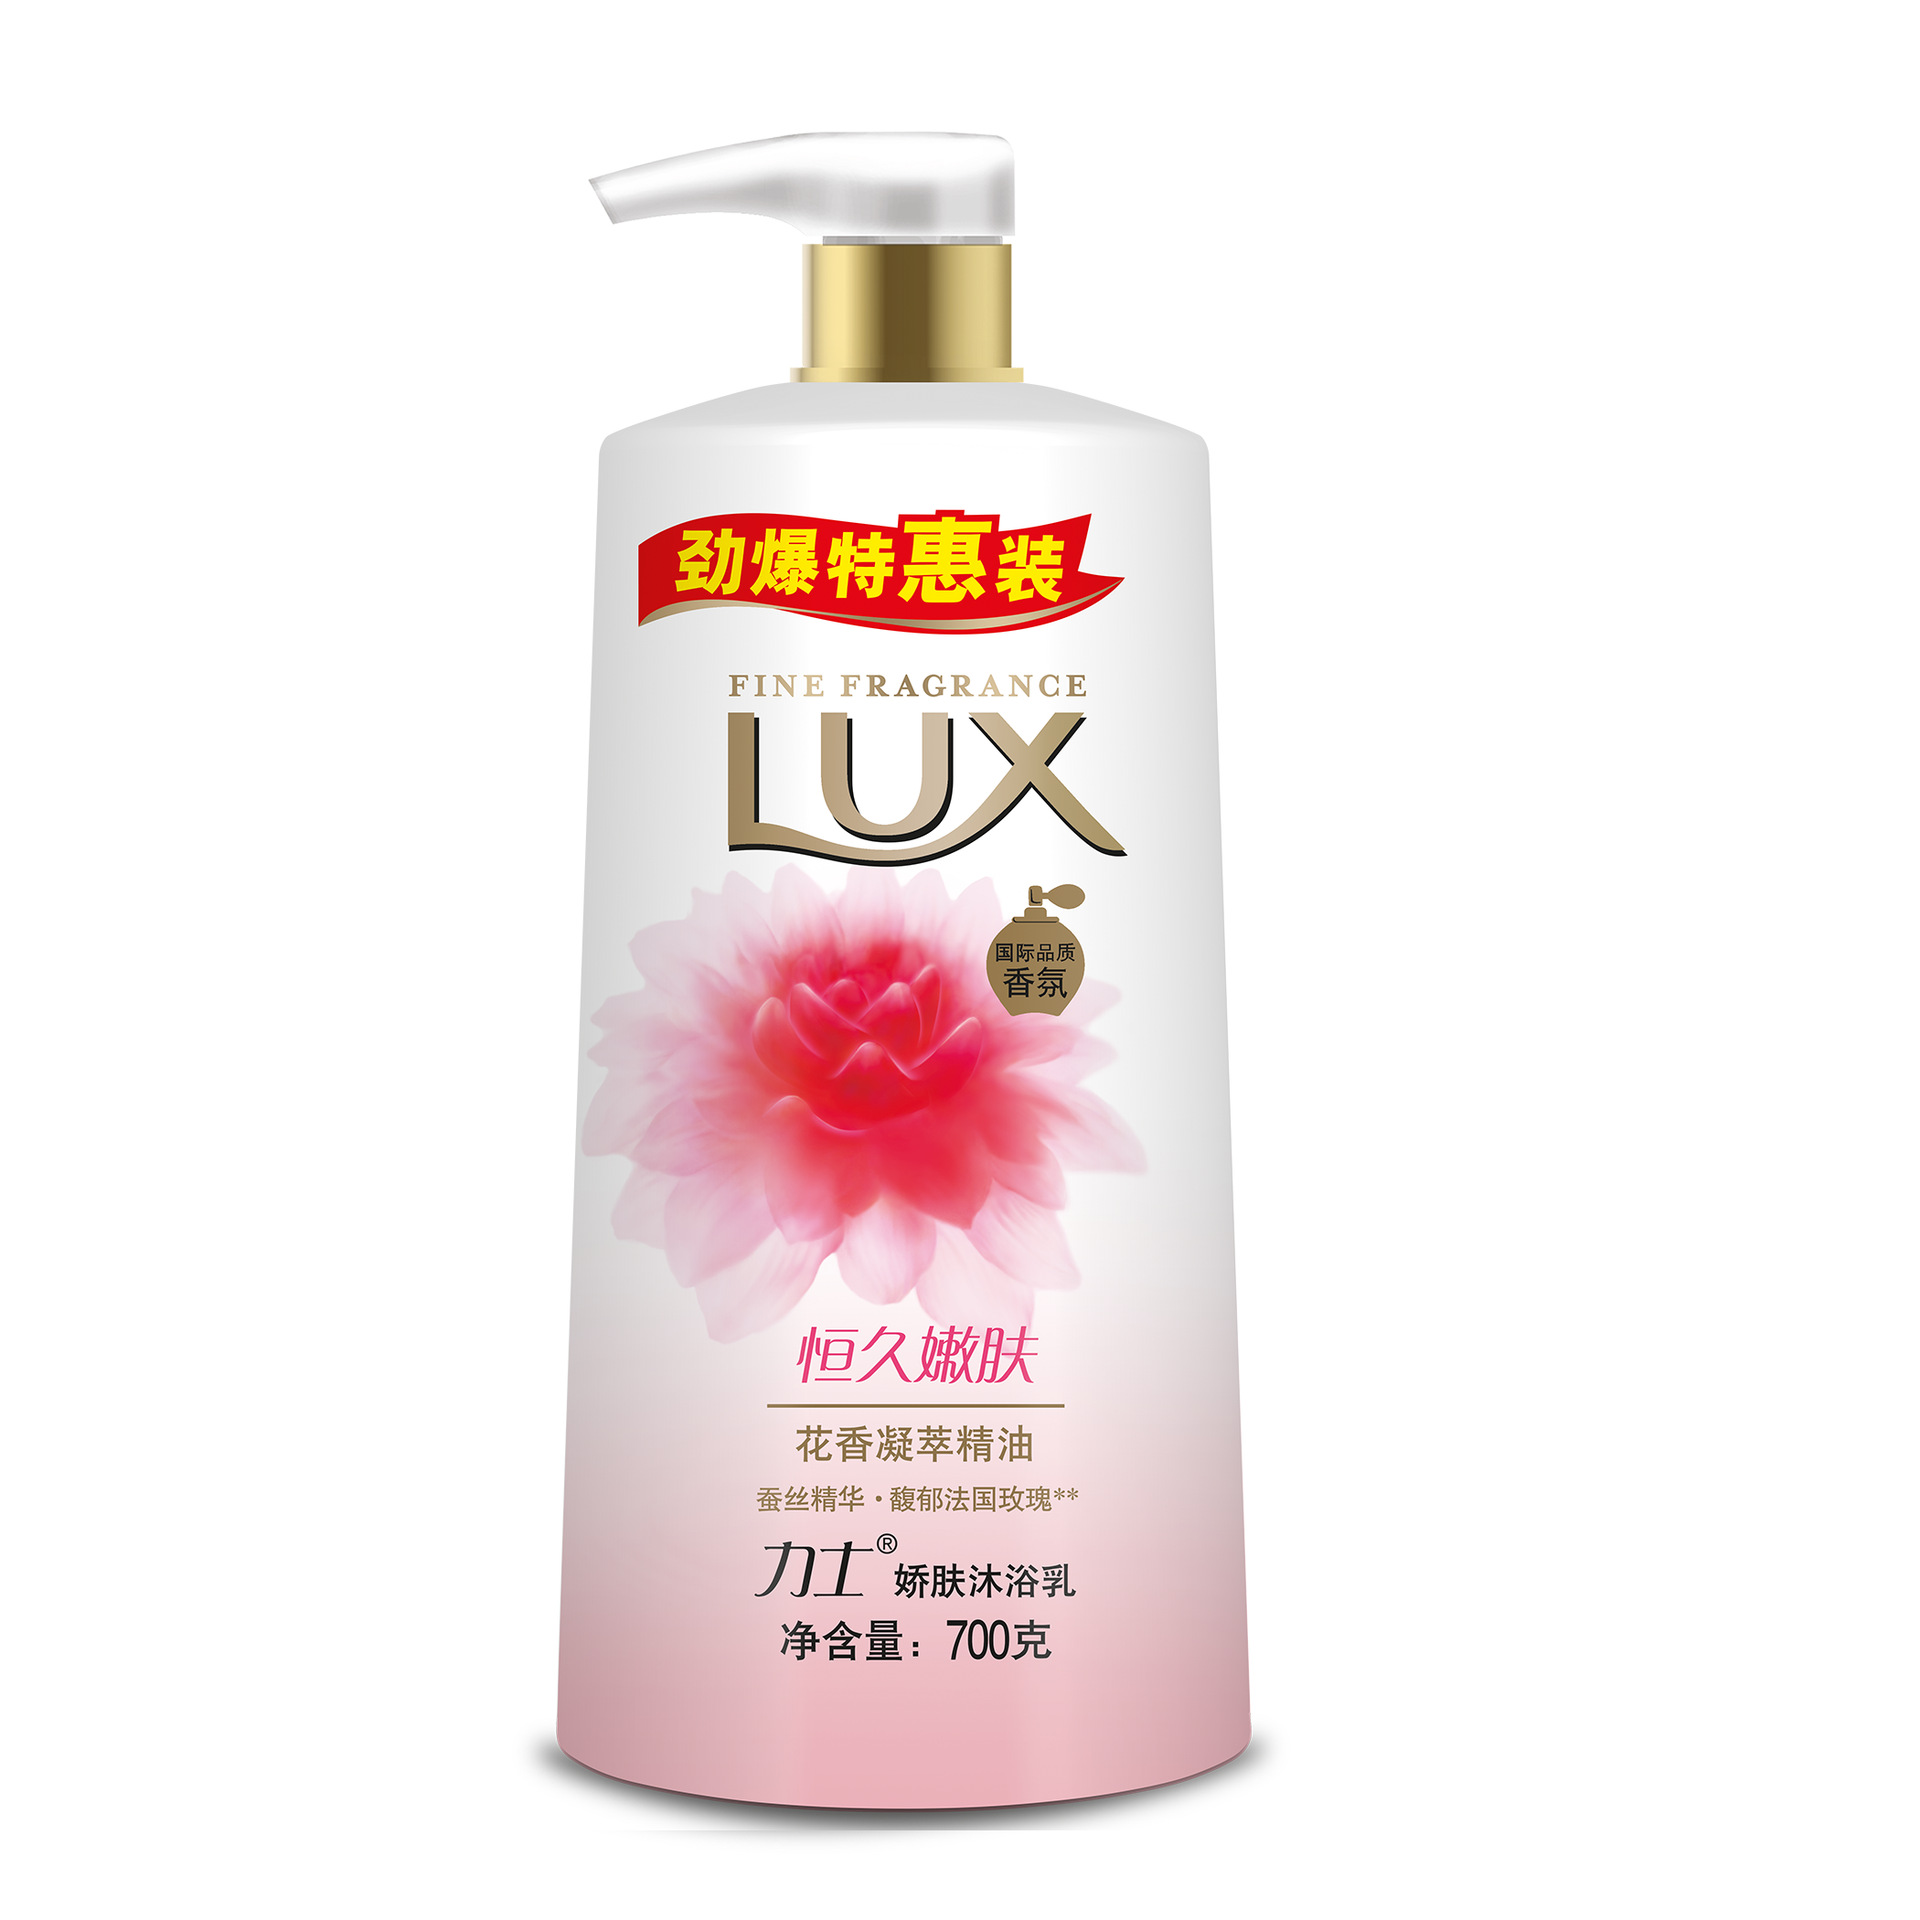 劲爆特惠装
FINE FRAGRANCE
LUX
国际品质
香氛
恒久嫩肤
花香凝萃精油
蚕丝精华·馥郁法国玫瑰**
力士® 娇肤沐浴乳
净含量：700克